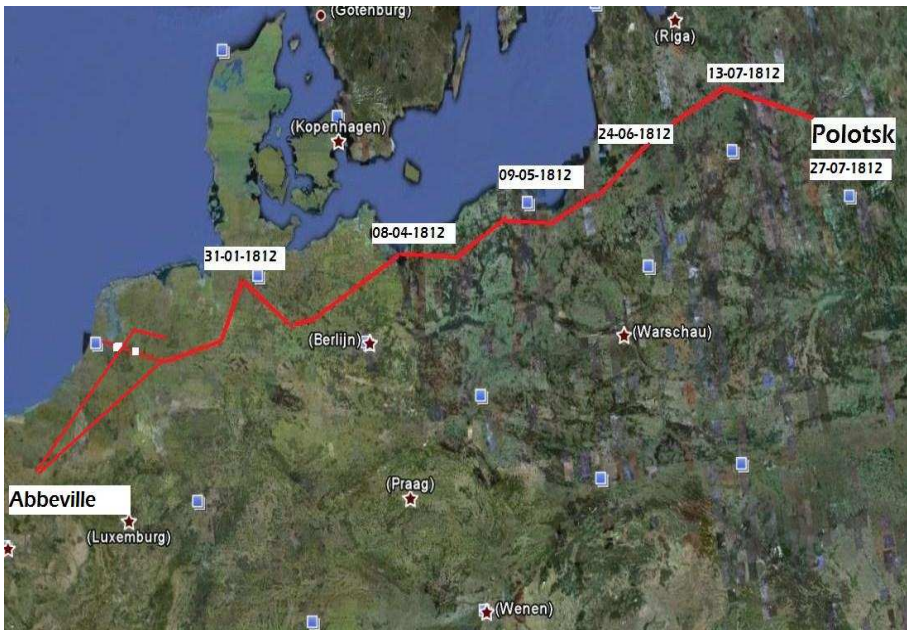 (Gotenburg)
(Riga)
13-07-1812
(Kopenhagen)
24-06-1812
Polotsk
09-05-1812
27-07-1812
08-04-1812
31-01-1812
(Berlijn)
(Warschau)
(Praag)
Abbeville
(Luxemburg)
(Wenen)